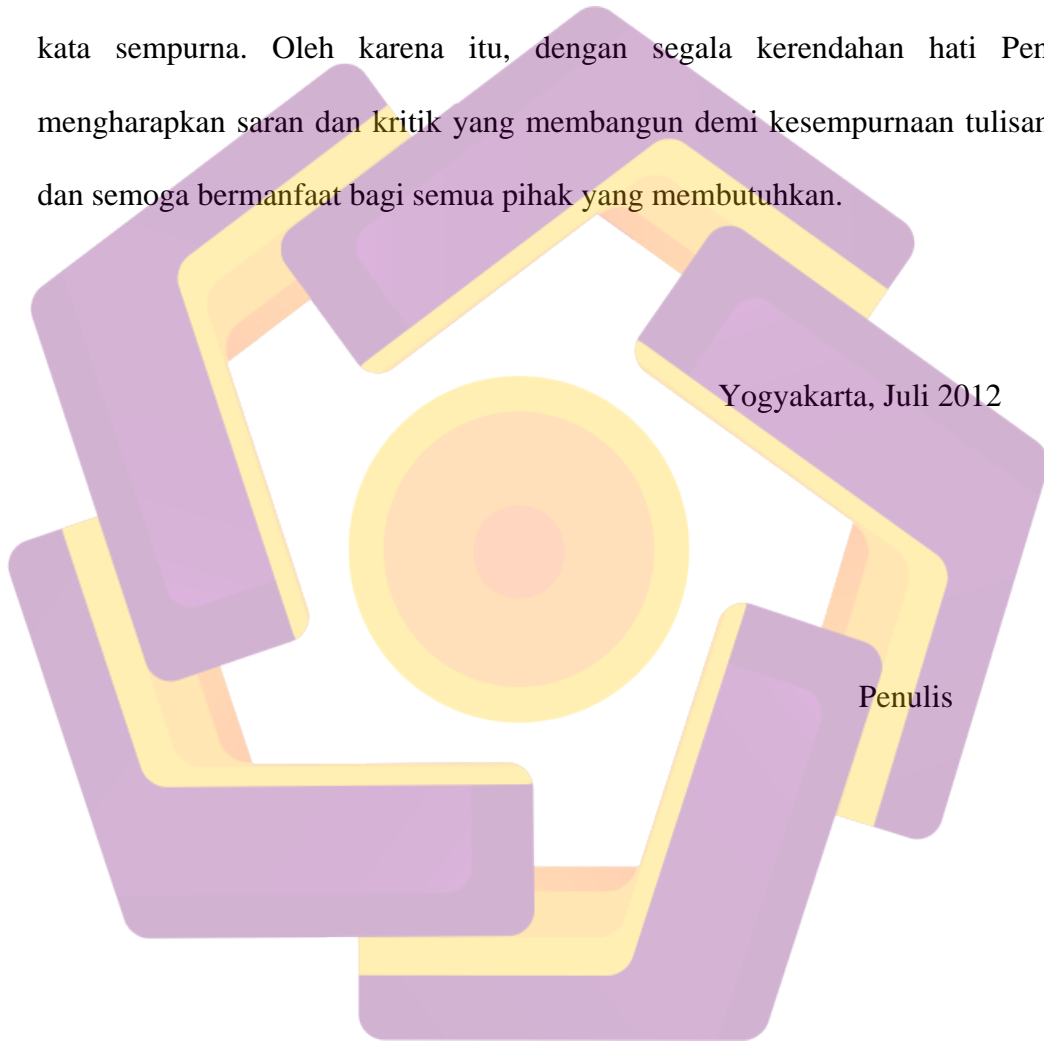 kata sempurna. Oleh karena itu, dengan segala kerendahan hati Pen
mengharapkan saran dan kritik yang membangun demi kesempurnaan tulisan
dan semoga bermanfaat bagi semua pihak yang membutuhkan.
Yogyakarta, Juli 2012
Penulis